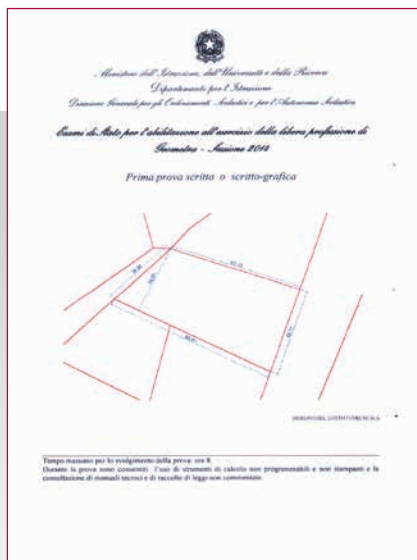 Ministero dell'Istruzione, dell'Università e della Ricerca
Dipartimento per l'Istruzione
Direzione Generale per gli Ordinamenti Scolastici e per l'Autonomia Scolastica
Esami di Stato per l'abilitazione all'esercizio della libera professione di
Geometra - Sessione 2014
Prima prova scritta o scritto-grafica
Tempo massimo per lo svolgimento della prova: ore 8.
Durante la prova sono consentiti l'uso di strumenti di calcolo non programmabili e non stampanti e la
consultazione di manuali tecnici e di raccolte di leggi non commentate.